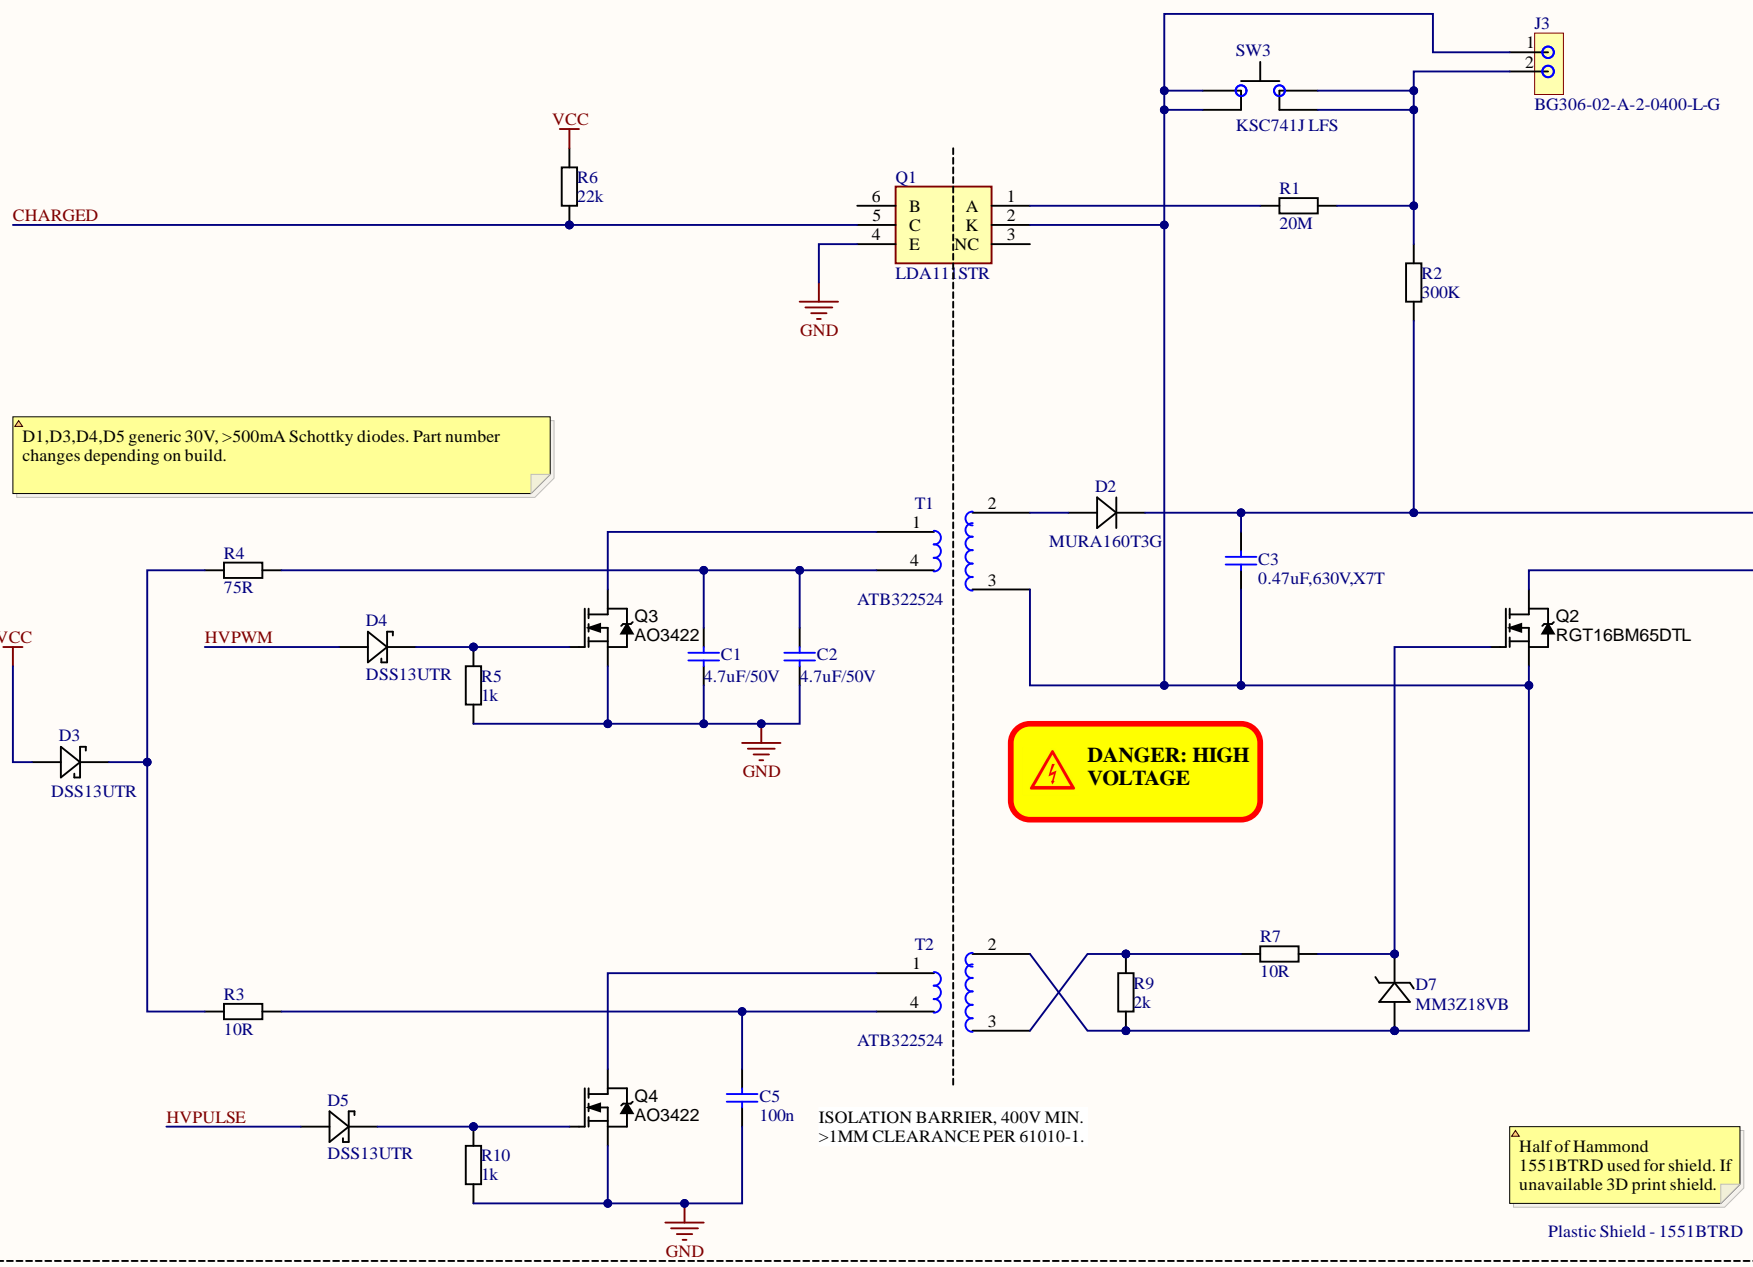 J3
1
2
BG306-02-A-2-0400-L-G
SW3
KSC741J LFS
VCC
R6
22k
CHARGED
Q1
6
5
4
B
C
E
A
K
NC
1
2
3
LDA111STR
GND
R1
20M
R2
300K
D1,D3,D4,D5 generic 30V, >500mA Schottky diodes. Part number
changes depending on build.
T1
1
4
2
3
ATB322524
D2
MURA160T3G
C3
0.47uF,630V,X7T
R4
75R
VCC
HVPWM
D4
DSS13UTR
R5
1k
Q3
AO3422
C1
4.7uF/50V
C2
4.7uF/50V
GND
Q2
RGT16BM65DTL
D3
DSS13UTR
DANGER: HIGH
VOLTAGE
T2
1
4
2
3
ATB322524
R3
10R
R9
2k
R7
10R
D7
MM3Z18VB
HVPULSE
D5
DSS13UTR
R10
1k
Q4
AO3422
C5
100n
GND
ISOLATION BARRIER, 400V MIN.
>1MM CLEARANCE PER 61010-1.
Half of Hammond
1551BTRD used for shield. If
unavailable 3D print shield.
Plastic Shield - 1551BTRD